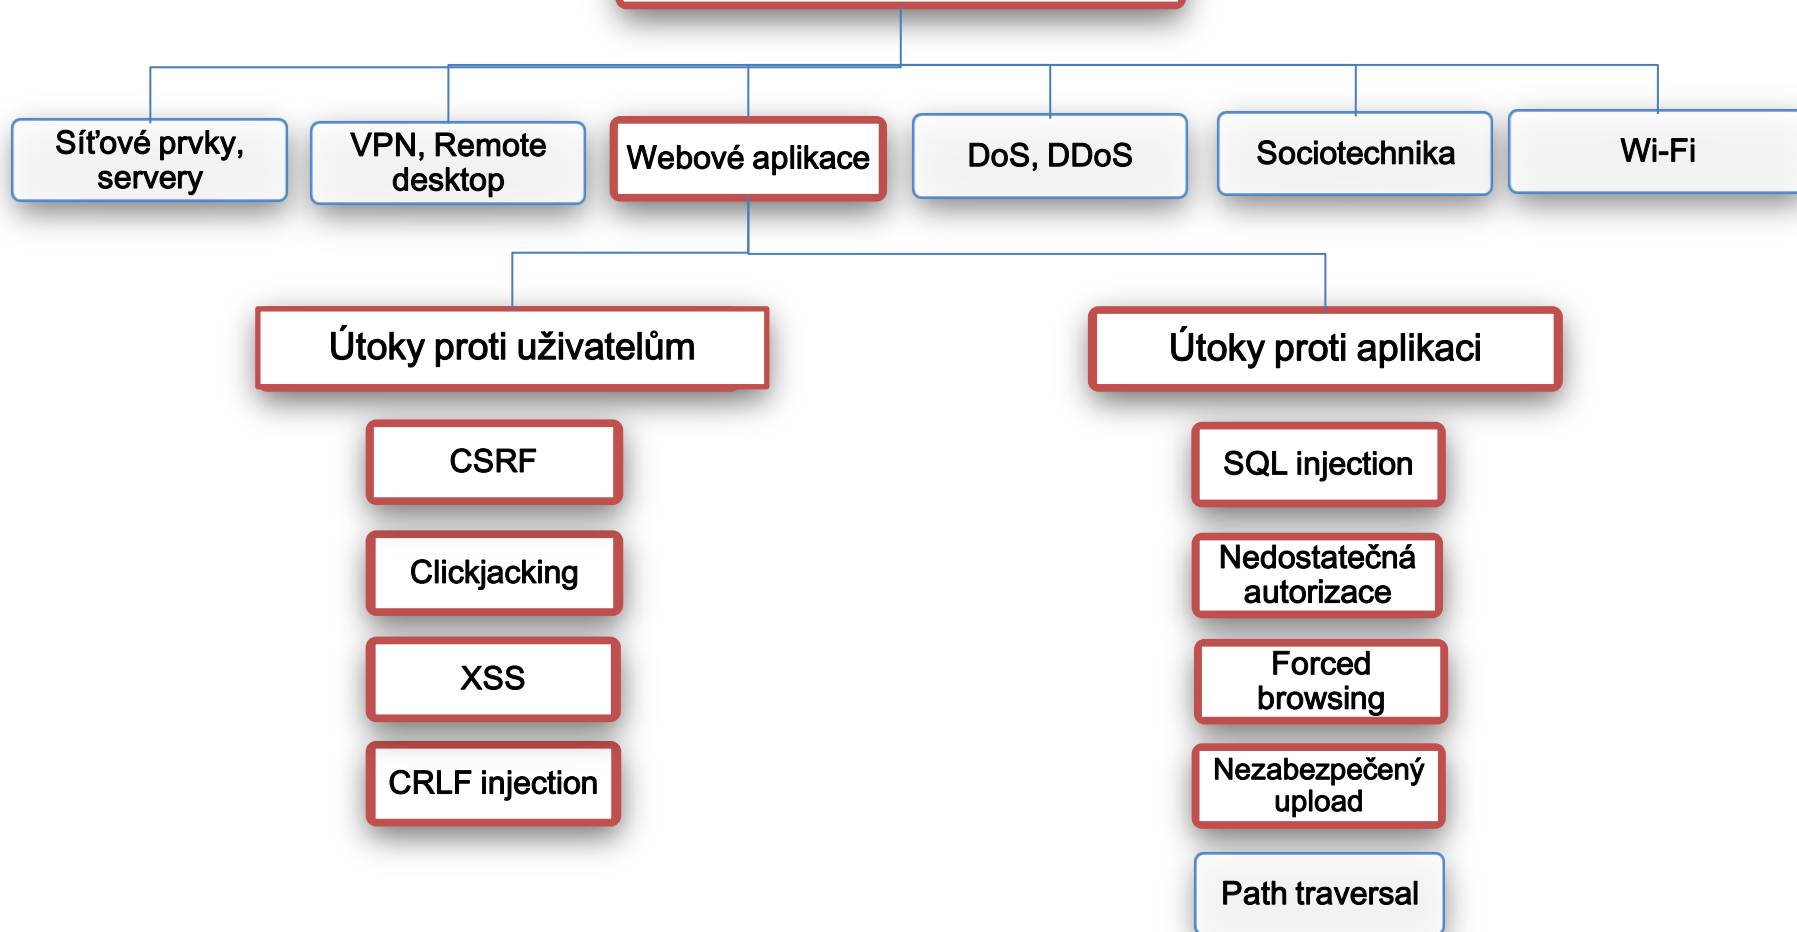 Síťové prvky,
servery
VPN, Remote
desktop
Webové aplikace
DoS, DDoS
Sociotechnika
Wi-Fi
Útoky proti uživatelům
Útoky proti aplikaci
CSRF
Clickjacking
XSS
CRLF injection
SQL injection
Nedostatečná
autorizace
Forced
browsing
Nezabezpečený
upload
Path traversal